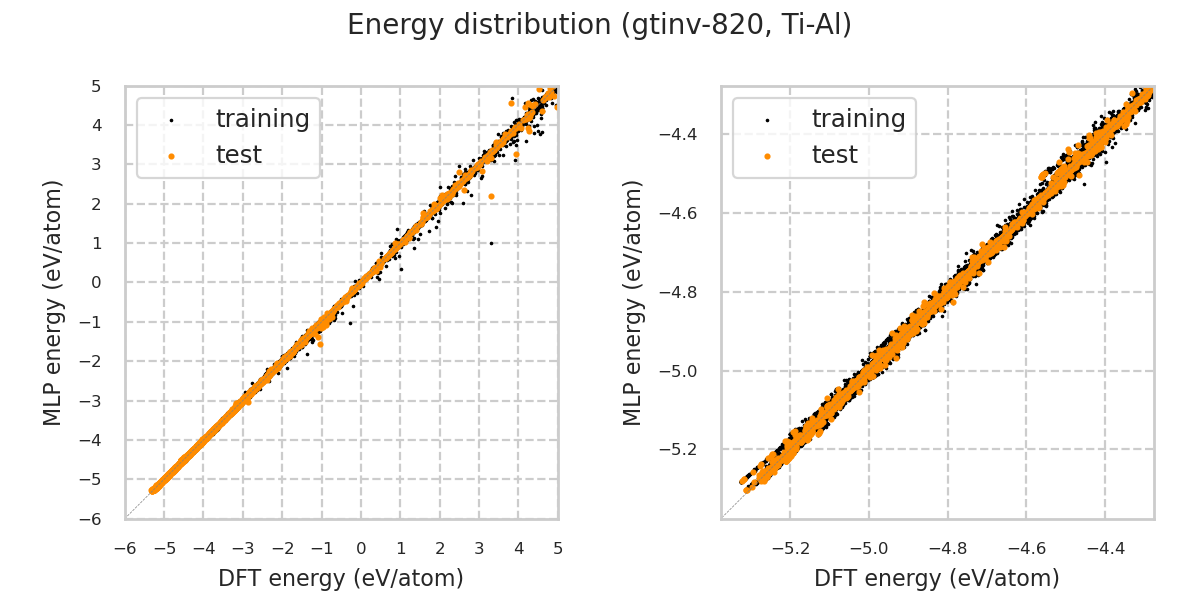 Energy distribution (gtinv-820, Ti-Al)
MLP energy (eV/atom)
5
4
3
2
1
0
−1
−2
−3
−4
−5
−6
training
test
−6 −5 −4 −3 −2 −1 0 1 2 3 4 5
DFT energy (eV/atom)
MLP energy (eV/atom)
−4.4
−4.6
−4.8
−5.0
−5.2
training
test
−5.2 −5.0 −4.8 −4.6 −4.4
DFT energy (eV/atom)